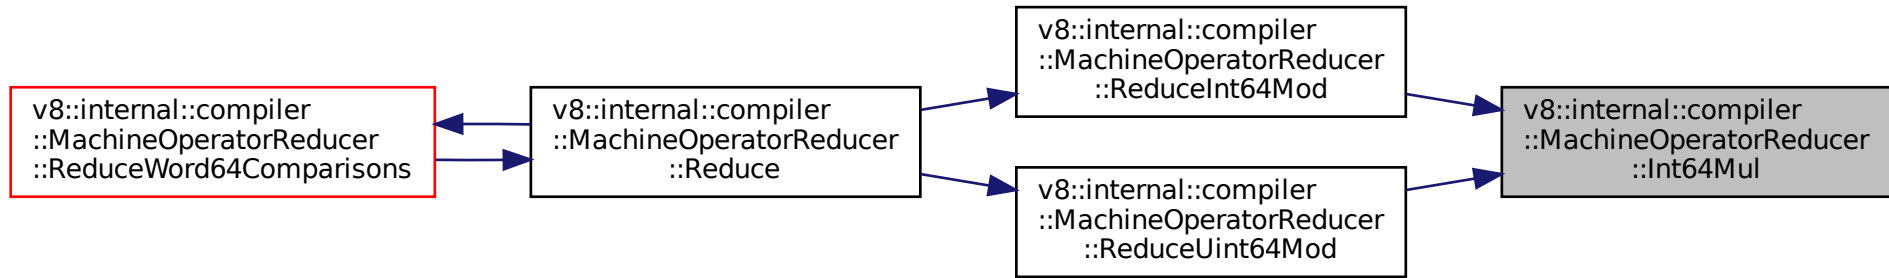 v8::internal::compiler
::MachineOperatorReducer
::ReduceWord64Comparisons
v8::internal::compiler
::MachineOperatorReducer
::Reduce
v8::internal::compiler
::MachineOperatorReducer
::ReduceInt64Mod
v8::internal::compiler
::MachineOperatorReducer
::ReduceUint64Mod
v8::internal::compiler
::MachineOperatorReducer
::Int64Mul